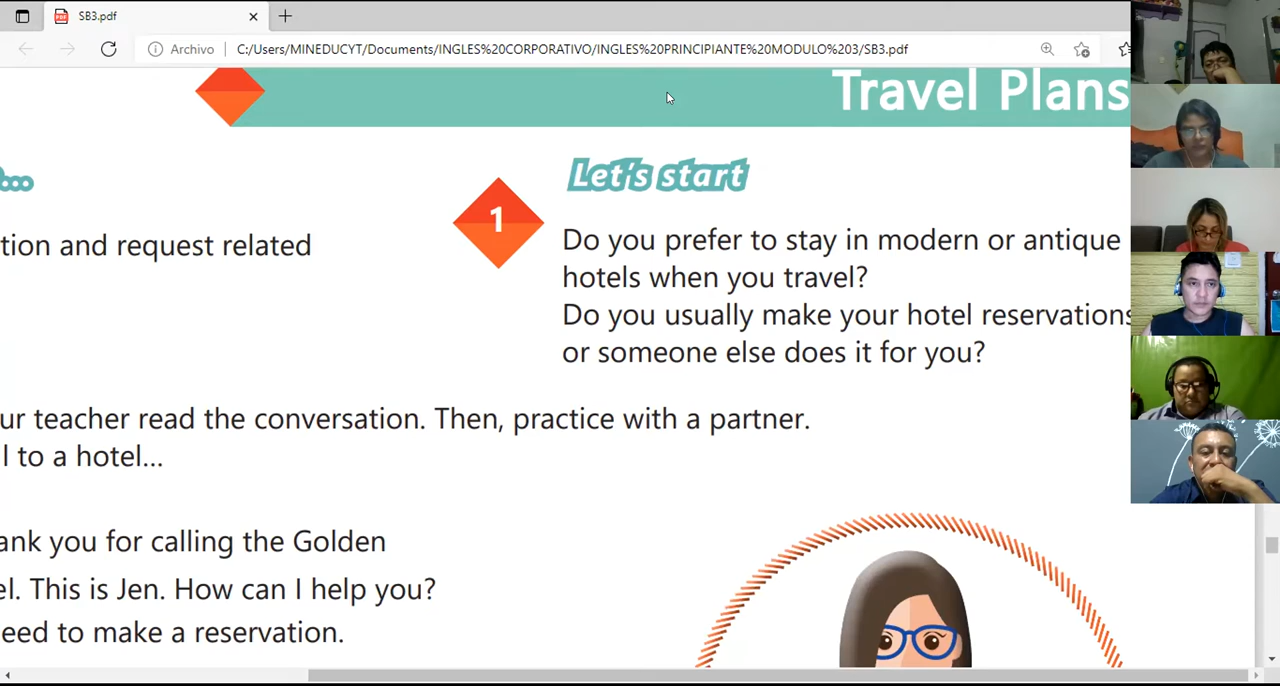 SB3.pdf
Archivo
C:/Users/MINEDUCYT/Documents/INGLES%20CORPORATIVO/INGLES%20PRINCIPIANTE%20MODULO%203/SB3.pdf
Travel Plans
...
Let's start
1
tion and request related
Do you prefer to stay in modern or antique
hotels when you travel?
Do you usually make your hotel reservations
or someone else does it for you?
ur teacher read the conversation. Then, practice with a partner.
l to a hotel...
ank you for calling the Golden
el. This is Jen. How can I help you?
eed to make a reservation.